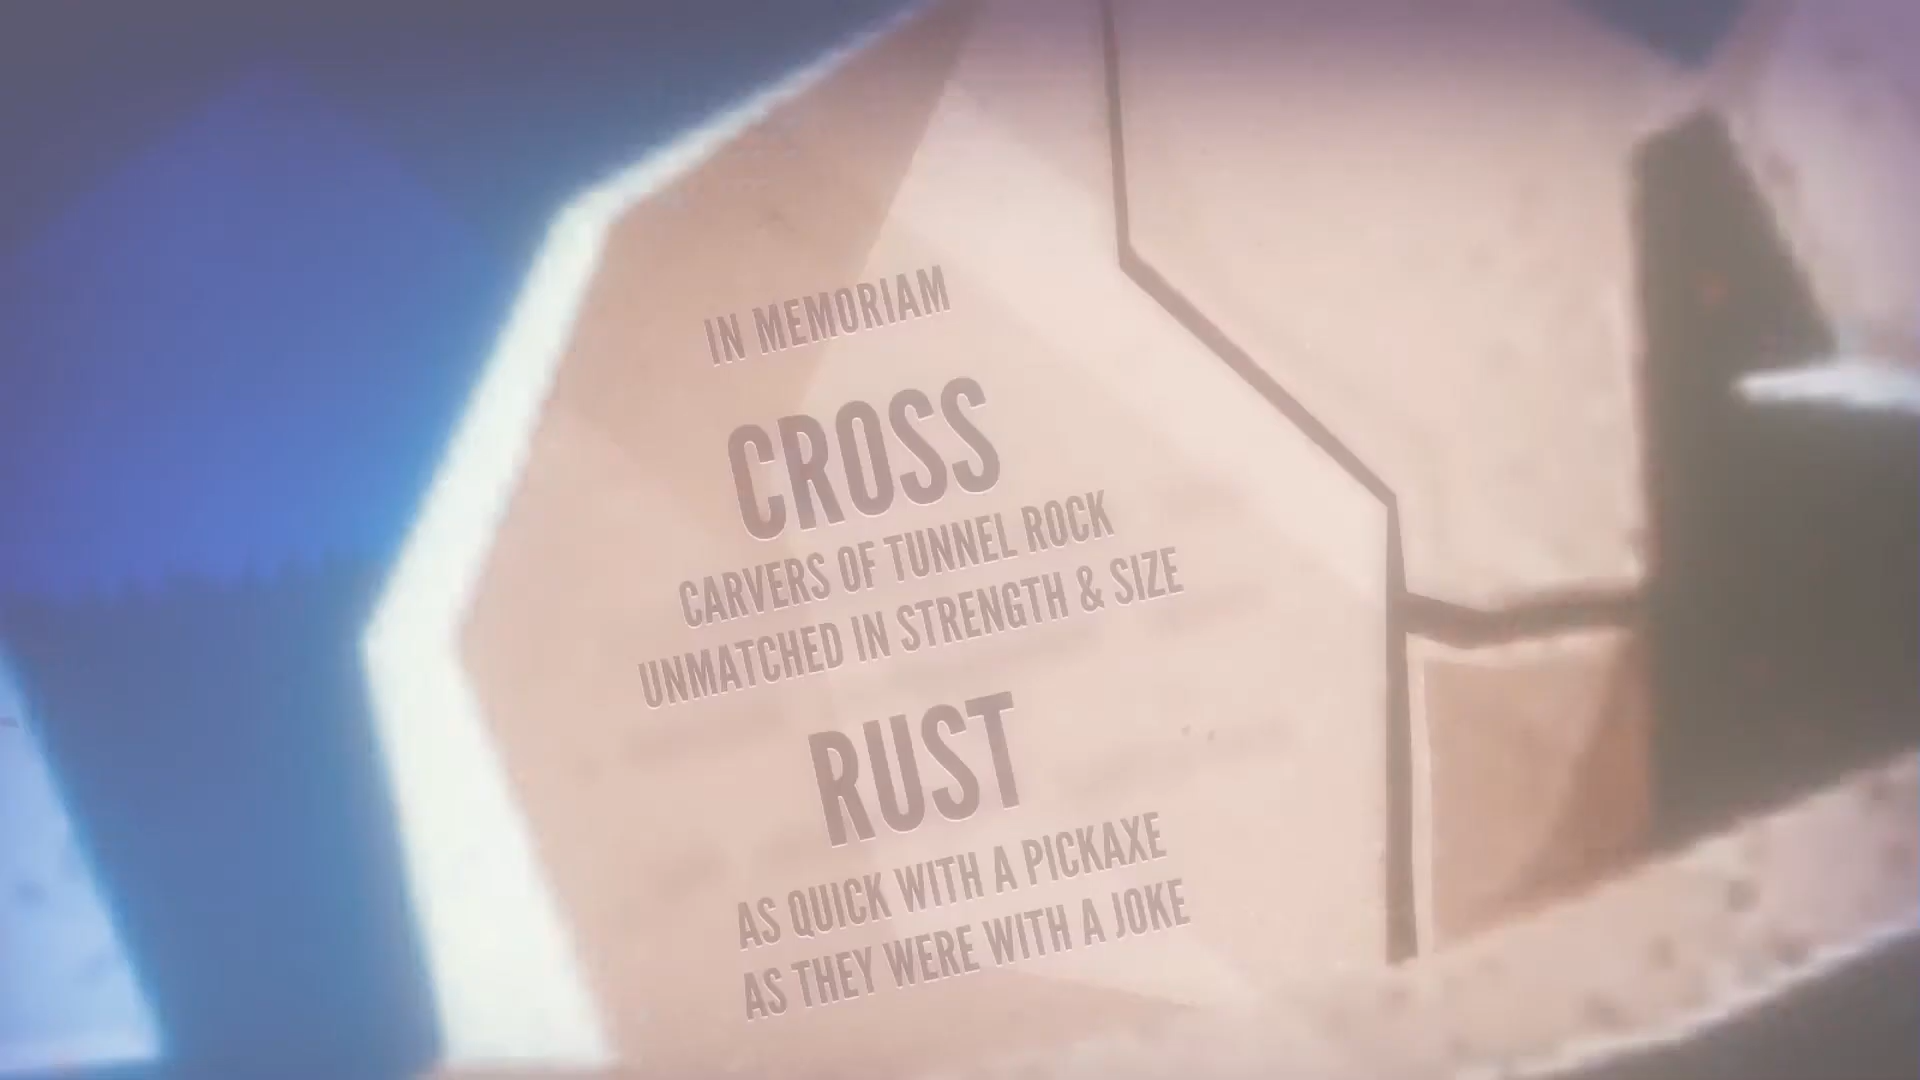 IN MEMORIAM
CROSS
CARVERS OF TUNNEL ROCK
UNMATCHED IN STRENGTH & SIZE
RUST
AS QUICK WITH A PICKAXE
AS THEY WERE WITH A JOKE